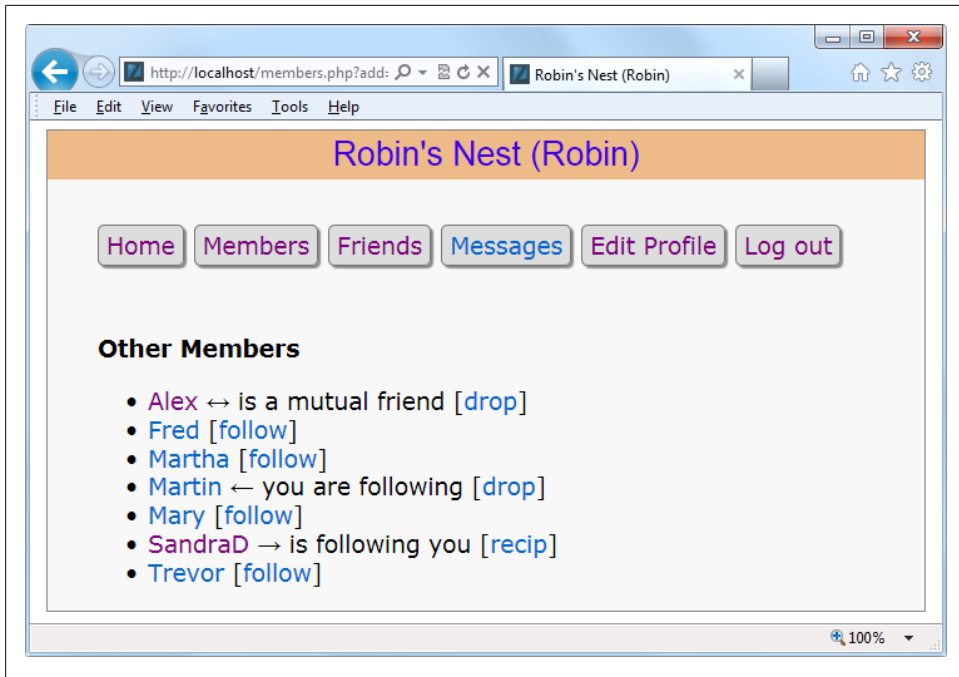 http://localhost/members.php?add=
Robin's Nest (Robin)
File Edit View Favorites Tools Help
Robin's Nest (Robin)
Home Members Friends Messages Edit Profile Log out
Other Members
• Alex ↔ is a mutual friend [drop]
• Fred [follow]
• Martha [follow]
• Martin ← you are following [drop]
• Mary [follow]
• SandraD → is following you [recip]
• Trevor [follow]
100%